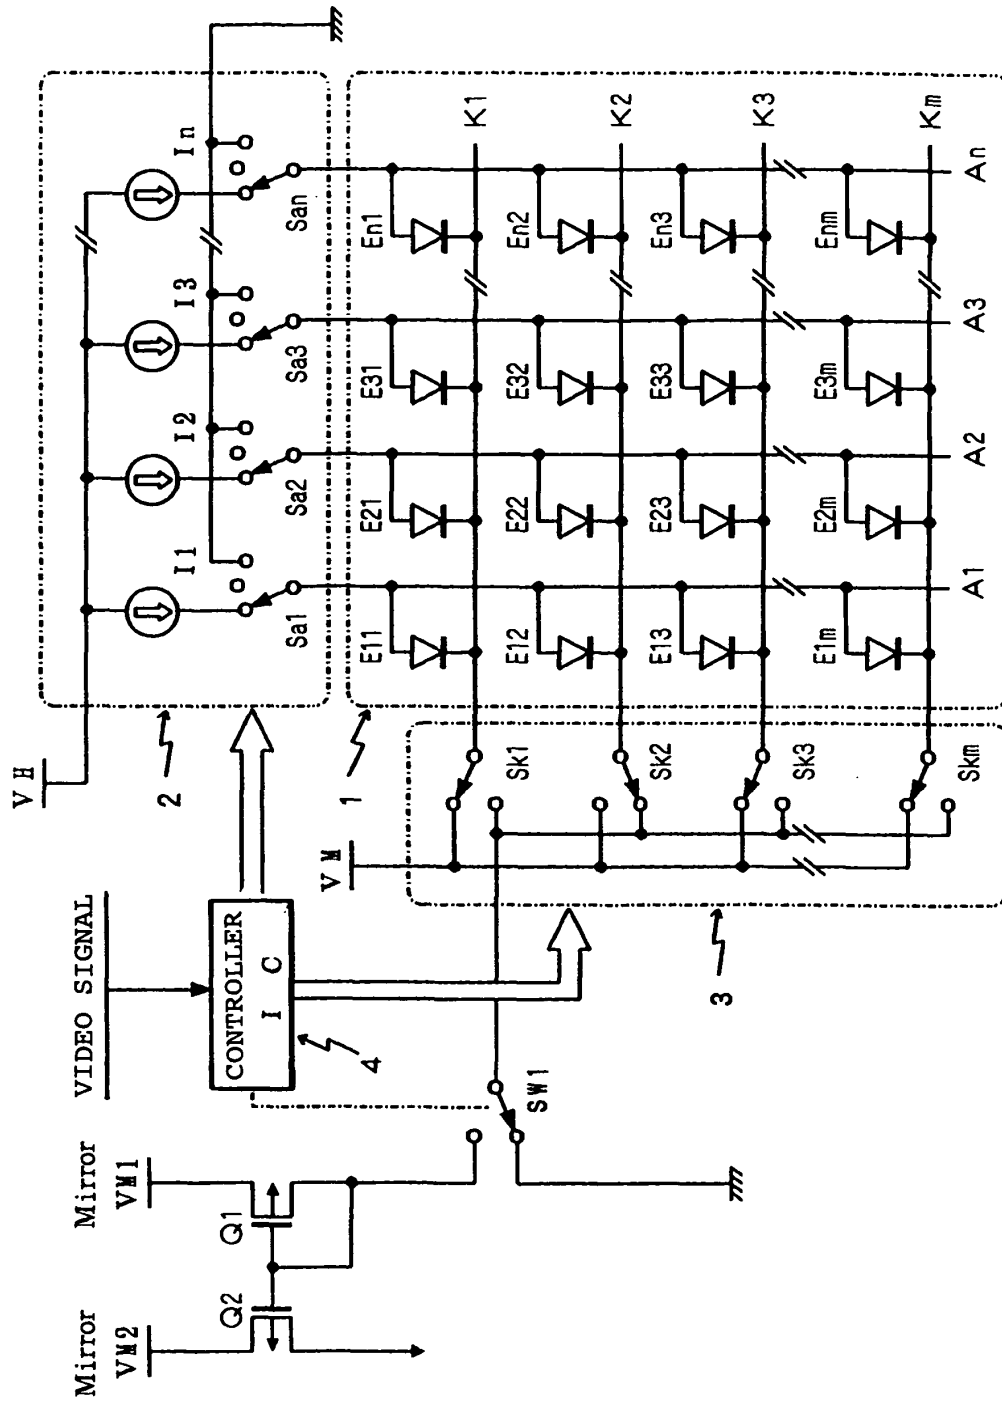 Mirror
VM2
Mirror
VM1
VIDEO SIGNAL
VH
Q2
Q1
CONTROLLER
I C
4
2
I1
I2
I3
In
Sa1
Sa2
Sa3
San
VM
1
E11
E21
E31
En1
K1
Sk1
E12
E22
E32
En2
K2
Sk2
SW1
E13
E23
E33
En3
K3
Sk3
3
E1m
E2m
E3m
Enm
Km
Skm
A1
A2
A3
An